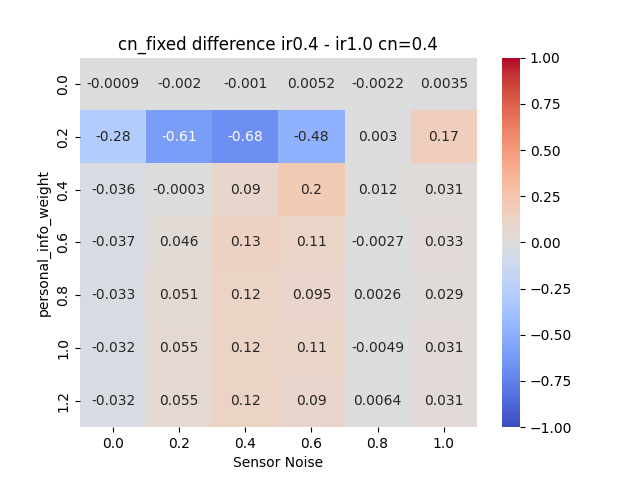 cn_fixed difference ir0.4 - ir1.0 cn=0.4
personal_info_weight
0.0 -0.0009 -0.002 -0.001 0.0052 -0.0022 0.0035
0.2 -0.28 -0.61 -0.68 -0.48 0.003 0.17
0.4 -0.036 -0.0003 0.09 0.2 0.012 0.031
0.6 -0.037 0.046 0.13 0.11 -0.0027 0.033
0.8 -0.033 0.051 0.12 0.095 0.0026 0.029
1.0 -0.032 0.055 0.12 0.11 -0.0049 0.031
1.2 -0.032 0.055 0.12 0.09 0.0064 0.031
0.0 0.2 0.4 0.6 0.8 1.0
Sensor Noise
1.00
0.75
0.50
0.25
0.00
−0.25
−0.50
−0.75
−1.00